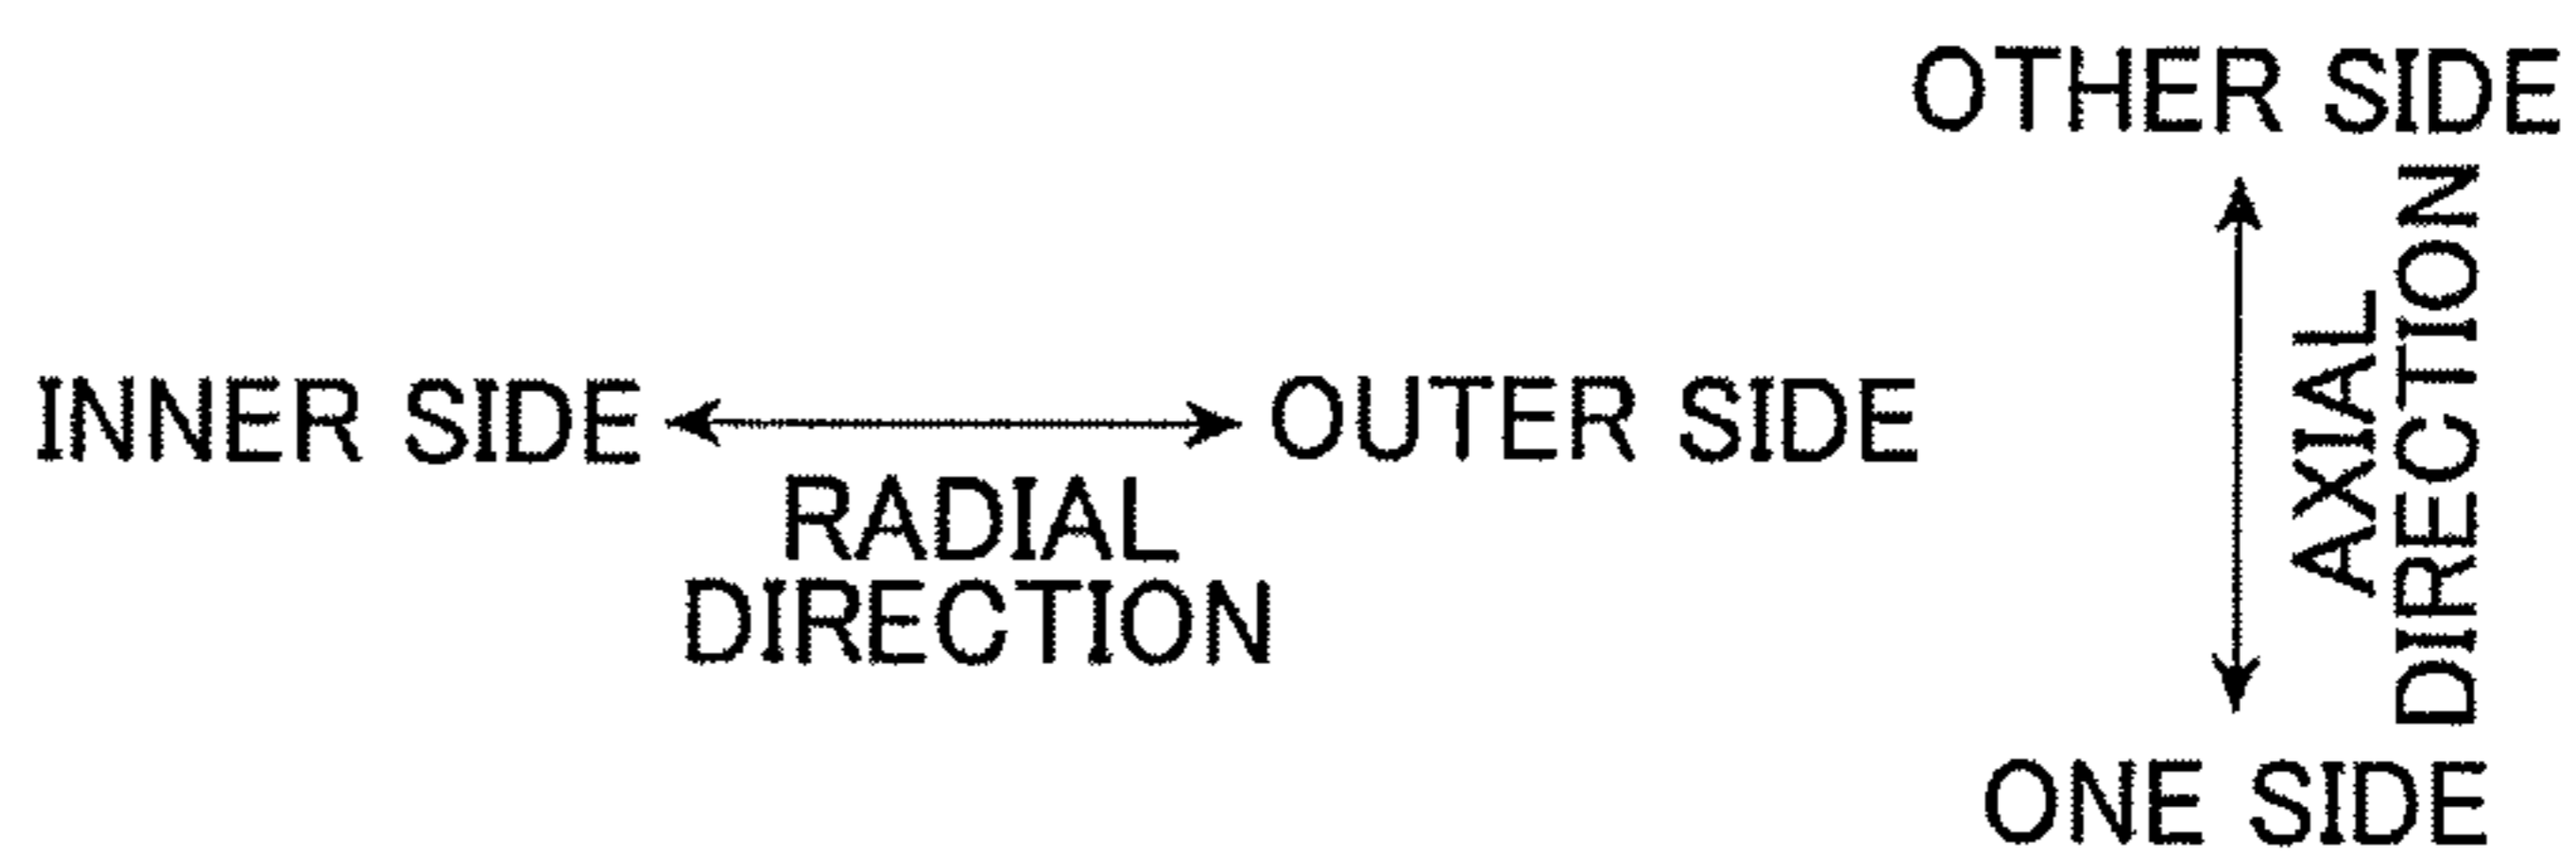 OTHER SIDE
INNER SIDE
OUTER SIDE
RADIAL
DIRECTION
AXIAL
DIRECTION
ONE SIDE